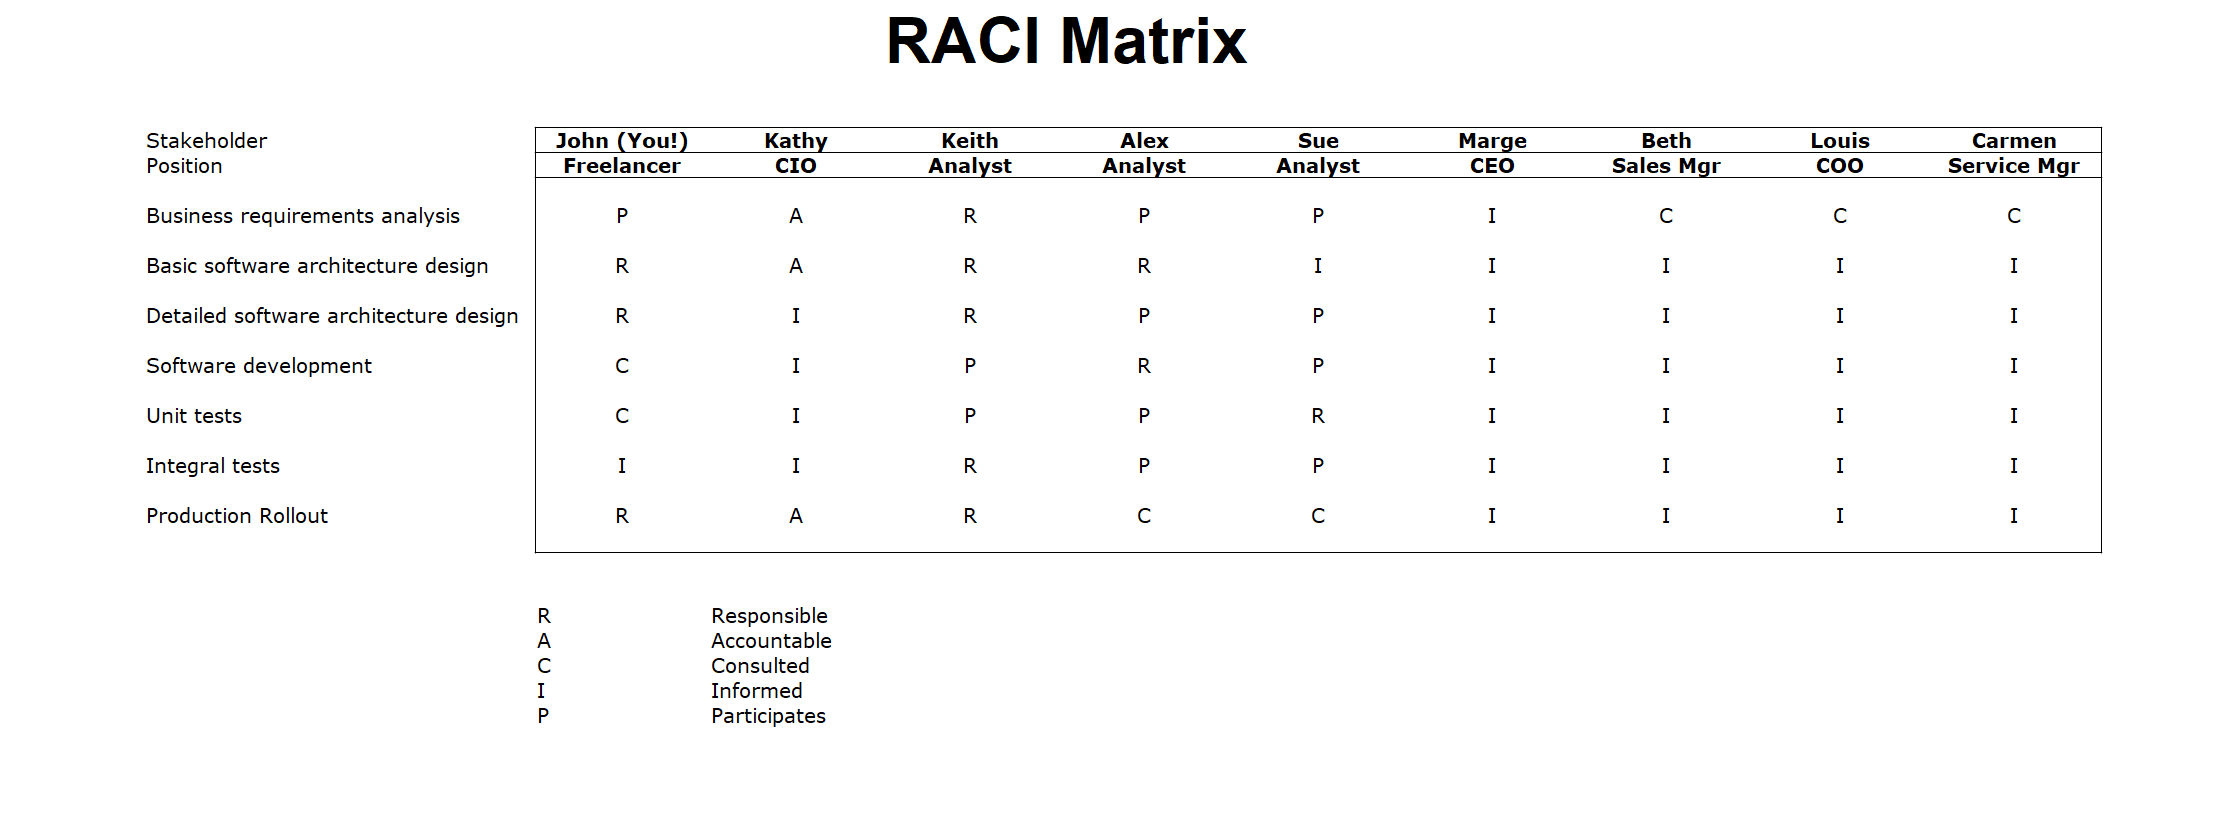 RACI Matrix
Stakeholder John (You!) Kathy Keith Alex Sue Marge Beth Louis Carmen
Position Freelancer CIO Analyst Analyst Analyst CEO Sales Mgr COO Service Mgr
Business requirements analysis P A R P P I C C C
Basic software architecture design R A R R I I I I I
Detailed software architecture design R I R P P I I I I
Software development C I P R P I I I I
Unit tests C I P P R I I I I
Integral tests I I R P P I I I I
Production Rollout R A R C C I I I I
R Responsible
A Accountable
C Consulted
I Informed
P Participates